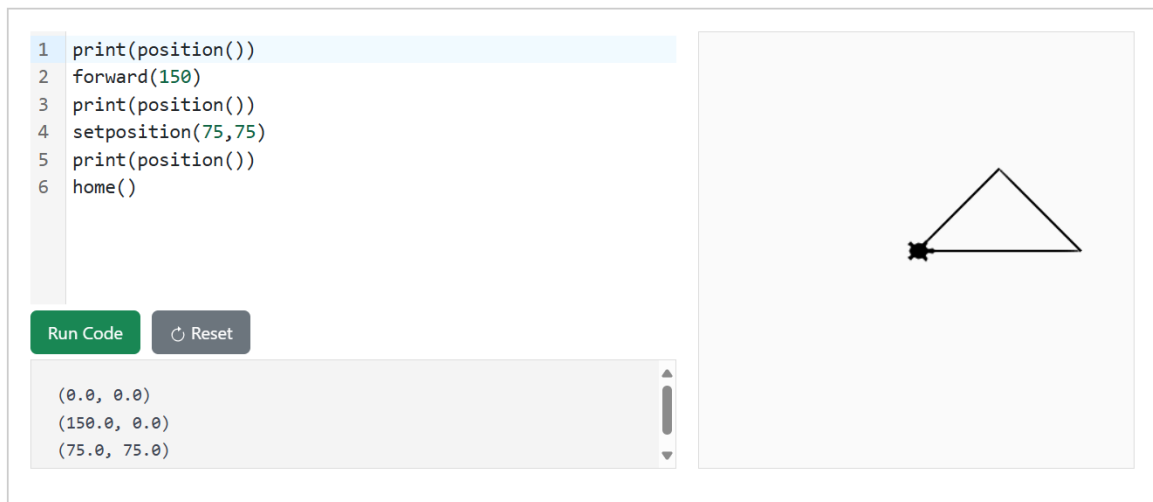 1 print(position())
2 forward(150)
3 print(position())
4 setposition(75,75)
5 print(position())
6 home()
Run Code
Reset
(0.0, 0.0)
(150.0, 0.0)
(75.0, 75.0)